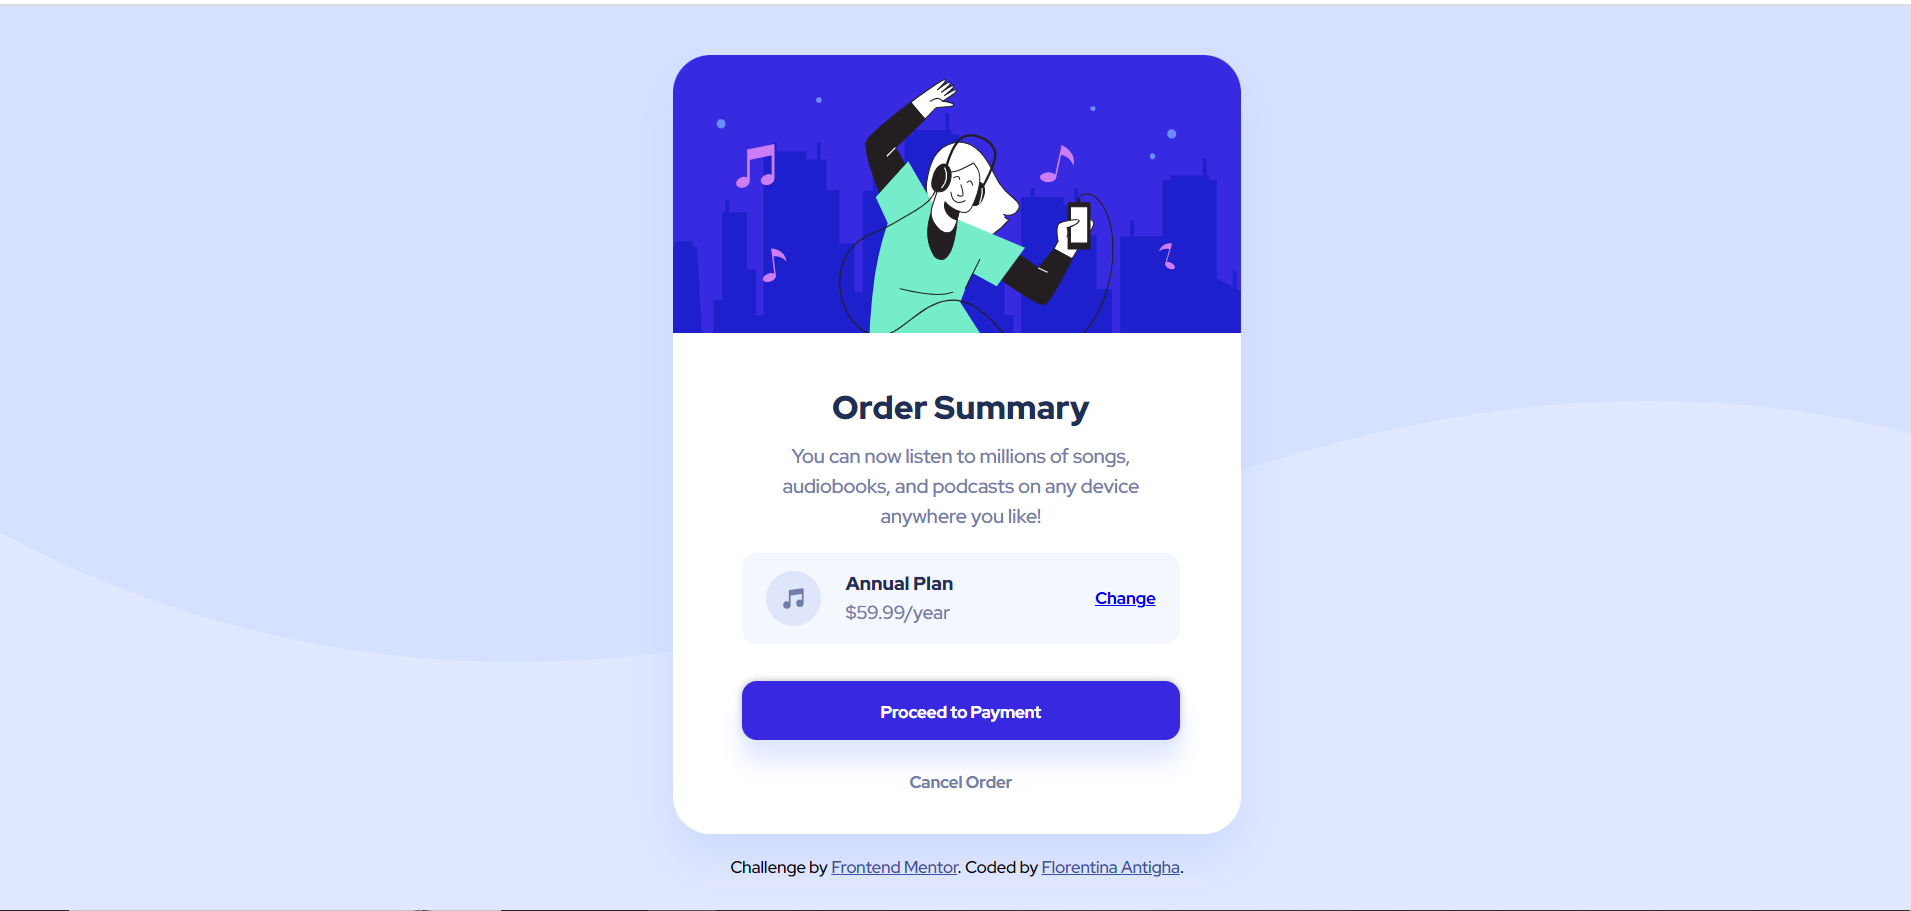 Order Summary
You can now listen to millions of songs,
audiobooks, and podcasts on any device
anywhere you like!
Annual Plan
$59.99/year
Change
Proceed to Payment
Cancel Order
Challenge by Frontend Mentor. Coded by Florentina Antigha.